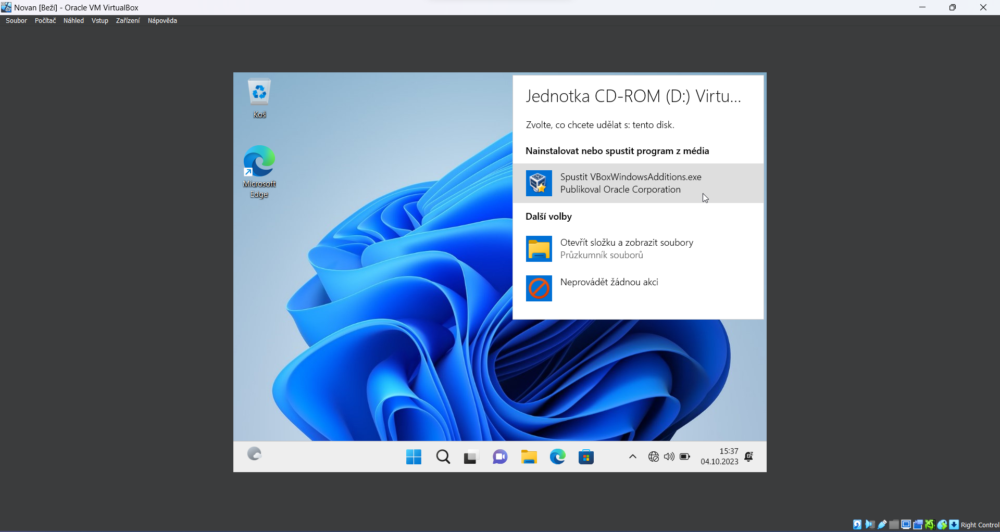 Novan [Beží] - Oracle VM VirtualBox
Soubor Počítač Náhled Vstup Zařízení Nápověda
Koš
Microsoft
Edge
Jednotka CD-ROM (D:) Virtu...
Zvolte, co chcete udělat s: tento disk.
Nainstalovat nebo spustit program z média
Spustit VBoxWindowsAdditions.exe
Publikoval Oracle Corporation
Další volby
Otevřít složku a zobrazit soubory
Průzkumník souborů
Neprovádět žádnou akci
15:37
04.10.2023
Right Control